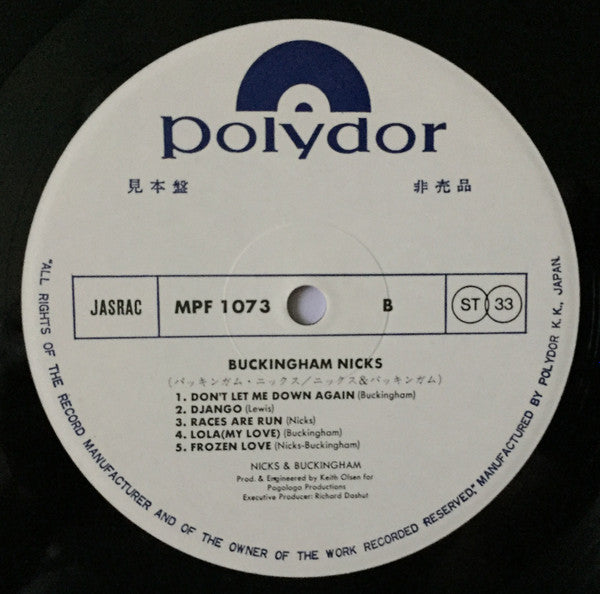 polydor
見本盤 非売品
JASRAC MPF 1073 B ST 33
BUCKINGHAM NICKS
(バッキンガム・ニックス/ニックス&バッキンガム)
1. DON'T LET ME DOWN AGAIN (Buckingham)
2. DJANGO (Lewis)
3. RACES ARE RUN (Nicks)
4. LOLA(MY LOVE) (Buckingham)
5. FROZEN LOVE (Nicks-Buckingham)
NICKS & BUCKINGHAM
Prod. & Engineered by Keith Olsen for
Pogologo Productions
Executive Producer: Richard Dashut
"ALL RIGHTS OF THE RECORD MANUFACTURER AND OF THE OWNER OF THE WORK RECORDED RESERVED," MANUFACTURED BY POLYDOR K.K., JAPAN.